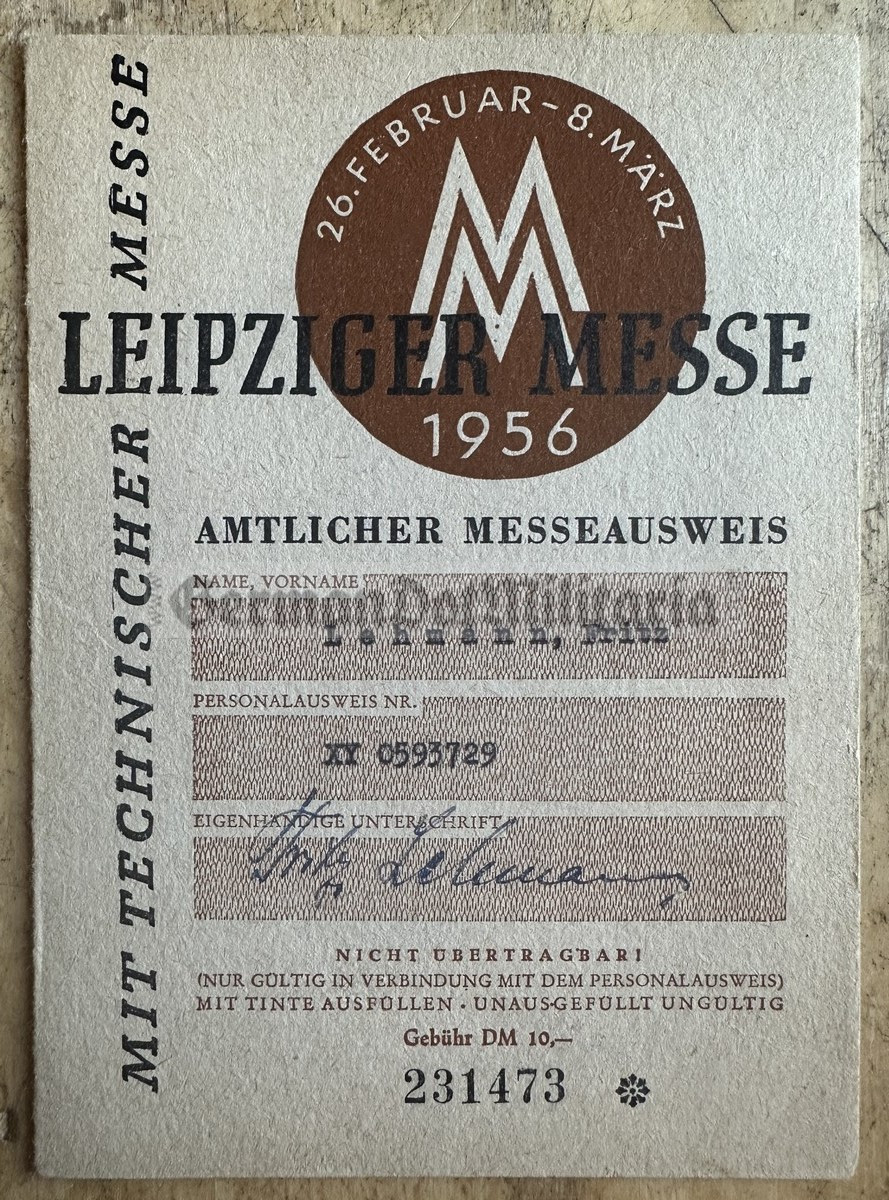 MIT TECHNISCHER MESSE
26. FEBRUAR – 8. MÄRZ
LEIPZIGER MESSE
1956
AMTLICHER MESSEAUSWEIS
NAME, VORNAME
Lehmann, Fritz
PERSONALAUSWEIS NR.
XY 0593729
EIGENHÄNDIGE UNTERSCHRIFT
Fritz Lehmann
NICHT ÜBERTRAGBAR!
(NUR GÜLTIG IN VERBINDUNG MIT DEM PERSONALAUSWEIS)
MIT TINTE AUSFÜLLEN · UNAUSGEFÜLLT UNGÜLTIG
Gebühr DM 10,—
231473